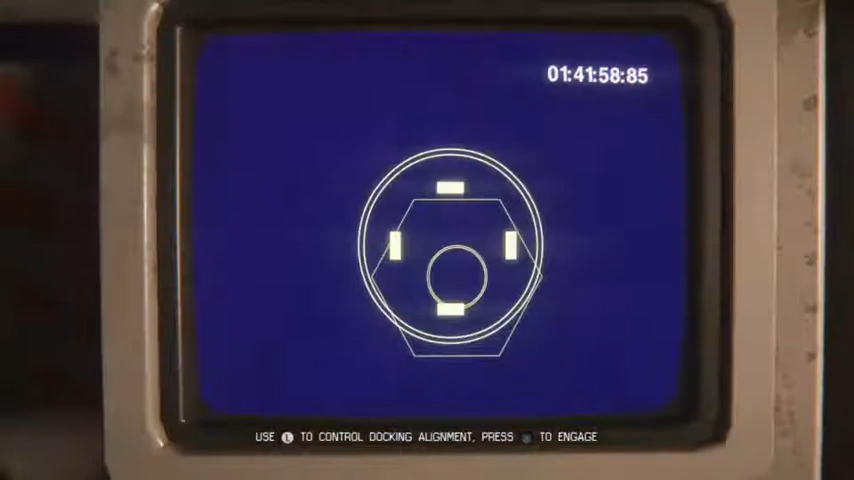 01:41:58:85
USE L TO CONTROL DOCKING ALIGNMENT, PRESS TO ENGAGE